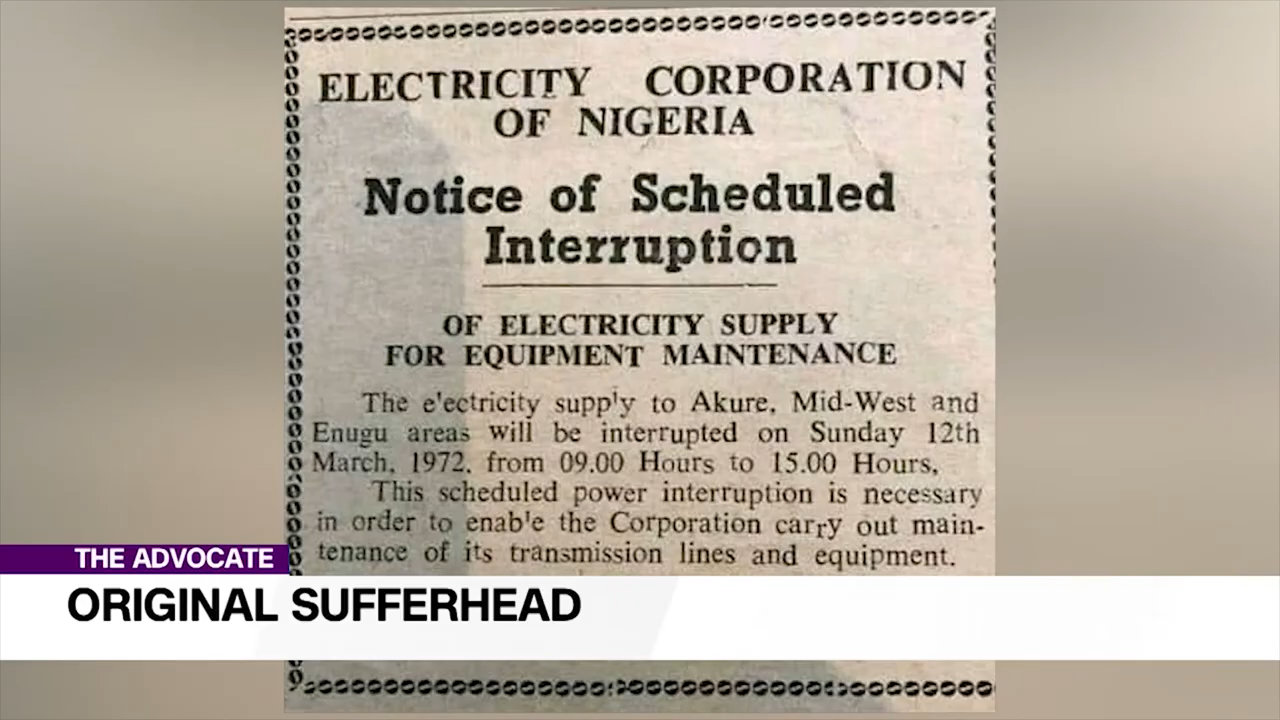 ELECTRICITY CORPORATION
OF NIGERIA
Notice of Scheduled
Interruption
OF ELECTRICITY SUPPLY
FOR EQUIPMENT MAINTENANCE
The e'ectricity supp'y to Akure, Mid-West and
Enugu areas will be interrupted on Sunday 12th
March, 1972, from 09.00 Hours to 15.00 Hours,
This scheduled power interruption is necessary
in order to enab'e the Corporation carry out main-
tenance of its transmission lines and equipment.
THE ADVOCATE
ORIGINAL SUFFERHEAD